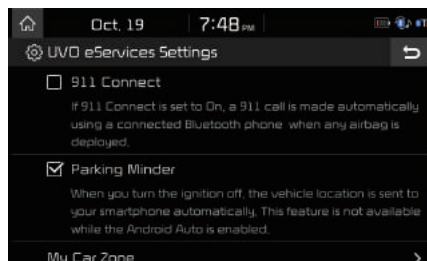 Oct. 19 7:48 PM
UVO eServices Settings
911 Connect
If 911 Connect is set to On, a 911 call is made automatically
using a connected Bluetooth phone when any airbag is
deployed.
Parking Minder
When you turn the ignition off, the vehicle location is sent to
your smartphone automatically. This feature is not available
while the Android Auto is enabled.
My Car Zone